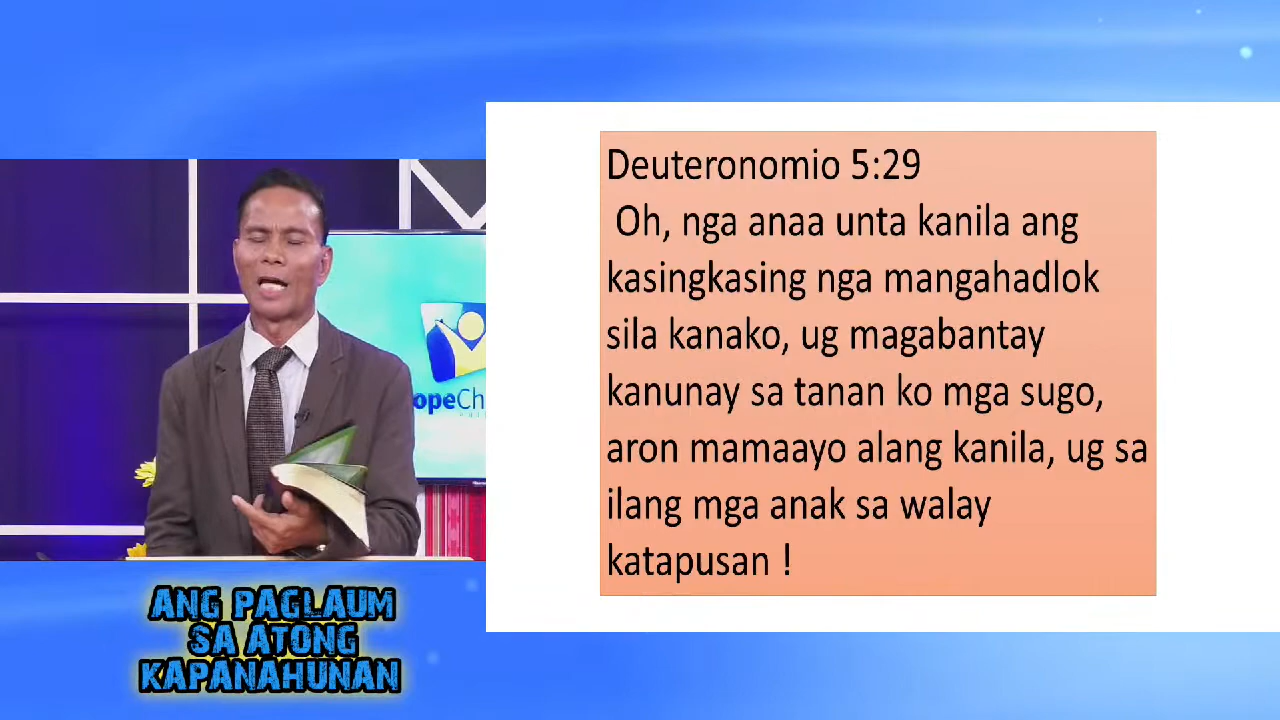 Deuteronomio 5:29
Oh, nga anaa unta kanila ang
kasingkasing nga mangahadlok
sila kanako, ug magabantay
kanunay sa tanan ko mga sugo,
aron mamaayo alang kanila, ug sa
ilang mga anak sa walay
katapusan !
opeCh
ANG PAGLAUM
SA ATONG
KAPANAHUNAN